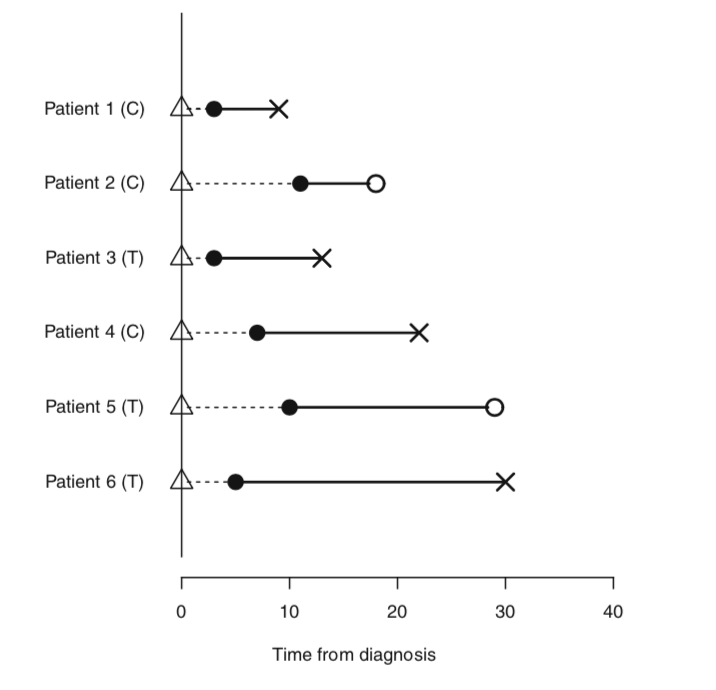 Patient 1 (C)
Patient 2 (C)
Patient 3 (T)
Patient 4 (C)
Patient 5 (T)
Patient 6 (T)
0 10 20 30 40
Time from diagnosis